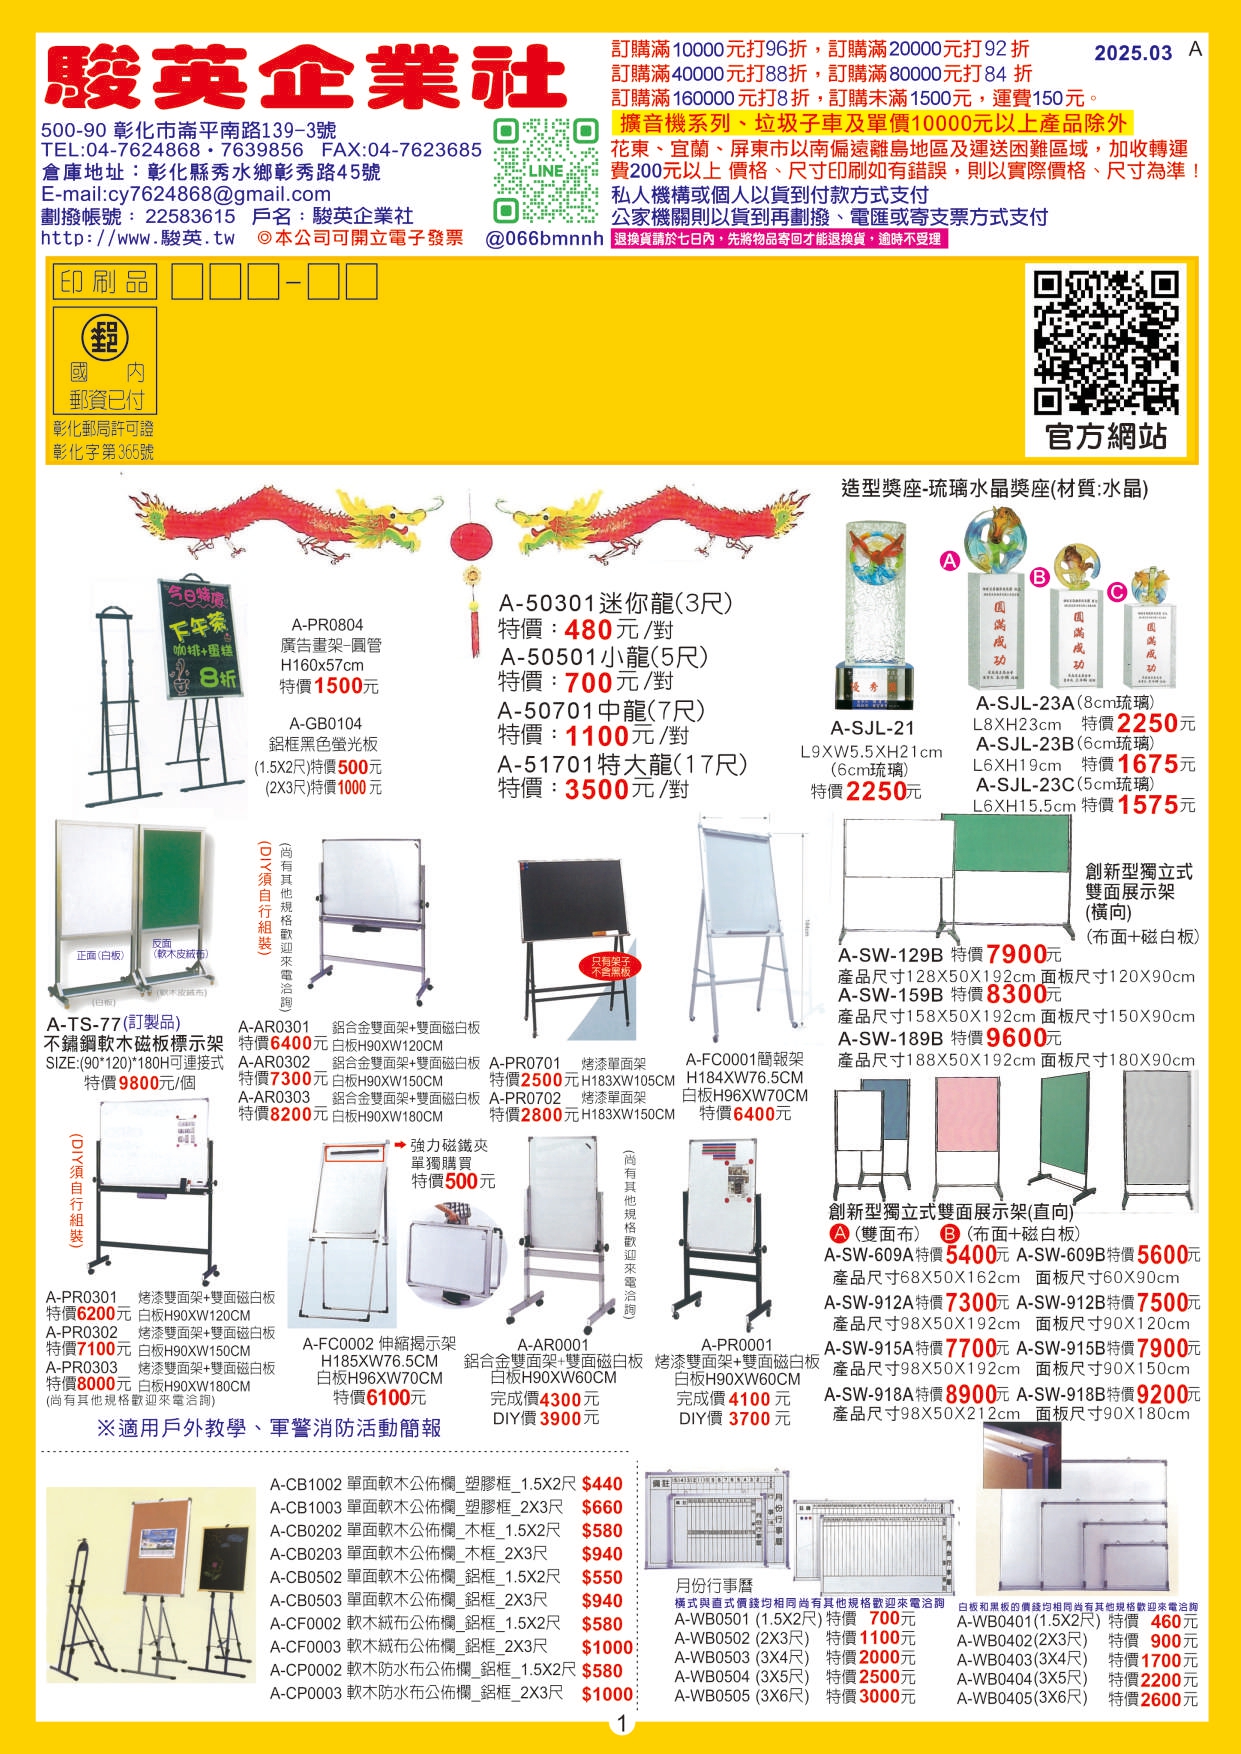 駿英企業社
500-90 彰化市崙平南路139-3號
TEL:04-7624868・7639856 FAX:04-7623685
倉庫地址：彰化縣秀水鄉彰秀路45號
E-mail:cy7624868@gmail.com
劃撥帳號：22583615 戶名：駿英企業社
http://www.駿英.tw ◎本公司可開立電子發票
LINE
@066bmnnh
訂購滿10000元打96折，訂購滿20000元打92折
訂購滿40000元打88折，訂購滿80000元打84 折
訂購滿160000元打8折，訂購未滿1500元，運費150元。
擴音機系列、垃圾子車及單價10000元以上產品除外
花東、宜蘭、屏東市以南偏遠離島地區及運送困難區域，加收轉運
費200元以上 價格、尺寸印刷如有錯誤，則以實際價格、尺寸為準！
私人機構或個人以貨到付款方式支付
公家機關則以貨到再劃撥、電匯或寄支票方式支付
退換貨請於七日內，先將物品寄回才能退換貨，逾時不受理
2025.03 A
印刷品
郵
國內
郵資已付
彰化郵局許可證
彰化字第365號
官方網站
今日特價
下午茶
咖啡+蛋糕
8折
A-PR0804
廣告畫架-圓管
H160x57cm
特價1500元
A-GB0104
鋁框黑色螢光板
(1.5X2尺)特價500元
(2X3尺)特價1000元
A-50301迷你龍(3尺)
特價：480元/對
A-50501小龍(5尺)
特價：700元/對
A-50701中龍(7尺)
特價：1100元/對
A-51701特大龍(17尺)
特價：3500元/對
造型獎座-琉璃水晶獎座(材質:水晶)
A
B
C
圓滿成功
圓滿成功
圓滿成功
優秀
A-SJL-21
L9XW5.5XH21cm
(6cm琉璃)
特價2250元
A-SJL-23A(8cm琉璃)
L8XH23cm 特價2250元
A-SJL-23B(6cm琉璃)
L6XH19cm 特價1675元
A-SJL-23C(5cm琉璃)
L6XH15.5cm 特價1575元
正面(白板)
反面
(軟木皮絨布)
(白板)
(軟木皮絨布)
A-TS-77(訂製品)
不鏽鋼軟木磁板標示架
SIZE:(90*120)*180H可連接式
特價9800元/個
(DIY須自行組裝)
(尚有其他規格歡迎來電洽詢)
A-AR0301 鋁合金雙面架+雙面磁白板
特價6400元 白板H90XW120CM
A-AR0302 鋁合金雙面架+雙面磁白板
特價7300元 白板H90XW150CM
A-AR0303 鋁合金雙面架+雙面磁白板
特價8200元 白板H90XW180CM
只有架子
不含黑板
A-PR0701 烤漆單面架
特價2500元 H183XW105CM
A-PR0702 烤漆單面架
特價2800元 H183XW150CM
A-FC0001簡報架
H184XW76.5CM
白板H96XW70CM
特價6400元
創新型獨立式
雙面展示架
(橫向)
(布面+磁白板)
A-SW-129B 特價7900元
產品尺寸128X50X192cm 面板尺寸120X90cm
A-SW-159B 特價8300元
產品尺寸158X50X192cm 面板尺寸150X90cm
A-SW-189B 特價9600元
產品尺寸188X50X192cm 面板尺寸180X90cm
(DIY須自行組裝)
A-PR0301 烤漆雙面架+雙面磁白板
特價6200元 白板H90XW120CM
A-PR0302 烤漆雙面架+雙面磁白板
特價7100元 白板H90XW150CM
A-PR0303 烤漆雙面架+雙面磁白板
特價8000元 白板H90XW180CM
(尚有其他規格歡迎來電洽詢)
➡強力磁鐵夾
單獨購買
特價500元
A-FC0002 伸縮揭示架
H185XW76.5CM
白板H96XW70CM
特價6100元
※適用戶外教學、軍警消防活動簡報
(尚有其他規格歡迎來電洽詢)
A-AR0001
鋁合金雙面架+雙面磁白板
白板H90XW60CM
完成價4300元
DIY價3900元
A-PR0001
烤漆雙面架+雙面磁白板
白板H90XW60CM
完成價4100元
DIY價3700元
創新型獨立式雙面展示架(直向)
A (雙面布) B (布面+磁白板)
A-SW-609A特價5400元 A-SW-609B特價5600元
產品尺寸68X50X162cm 面板尺寸60X90cm
A-SW-912A特價7300元 A-SW-912B特價7500元
產品尺寸98X50X192cm 面板尺寸90X120cm
A-SW-915A特價7700元 A-SW-915B特價7900元
產品尺寸98X50X192cm 面板尺寸90X150cm
A-SW-918A特價8900元 A-SW-918B特價9200元
產品尺寸98X50X212cm 面板尺寸90X180cm
A-CB1002 單面軟木公佈欄_塑膠框_1.5X2尺 $440
A-CB1003 單面軟木公佈欄_塑膠框_2X3尺 $660
A-CB0202 單面軟木公佈欄_木框_1.5X2尺 $580
A-CB0203 單面軟木公佈欄_木框_2X3尺 $940
A-CB0502 單面軟木公佈欄_鋁框_1.5X2尺 $550
A-CB0503 單面軟木公佈欄_鋁框_2X3尺 $940
A-CF0002 軟木絨布公佈欄_鋁框_1.5X2尺 $580
A-CF0003 軟木絨布公佈欄_鋁框_2X3尺 $1000
A-CP0002 軟木防水布公佈欄_鋁框_1.5X2尺 $580
A-CP0003 軟木防水布公佈欄_鋁框_2X3尺 $1000
備註
月份行事曆
月份行事曆
橫式與直式價錢均相同尚有其他規格歡迎來電洽詢
A-WB0501 (1.5X2尺) 特價 700元
A-WB0502 (2X3尺) 特價1100元
A-WB0503 (3X4尺) 特價2000元
A-WB0504 (3X5尺) 特價2500元
A-WB0505 (3X6尺) 特價3000元
白板和黑板的價錢均相同尚有其他規格歡迎來電洽詢
A-WB0401(1.5X2尺) 特價 460元
A-WB0402(2X3尺) 特價 900元
A-WB0403(3X4尺) 特價1700元
A-WB0404(3X5尺) 特價2200元
A-WB0405(3X6尺) 特價2600元
1